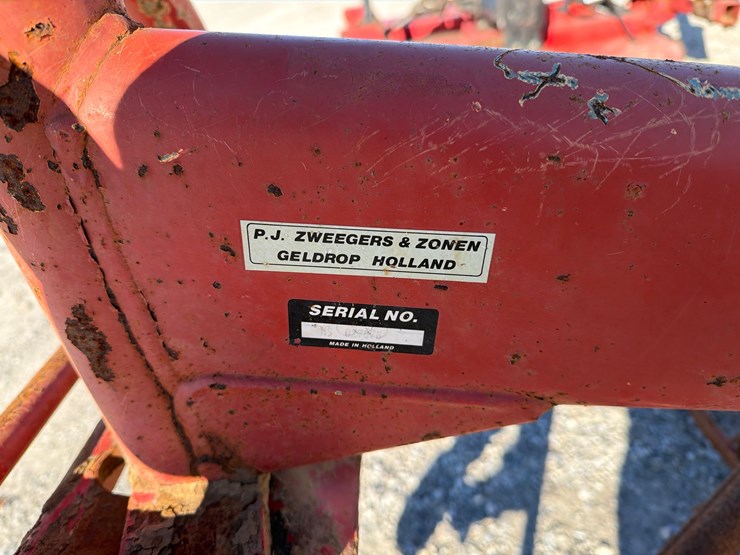 P.J. ZWEEGERS & ZONEN
GELDROP HOLLAND
SERIAL NO.
MADE IN HOLLAND